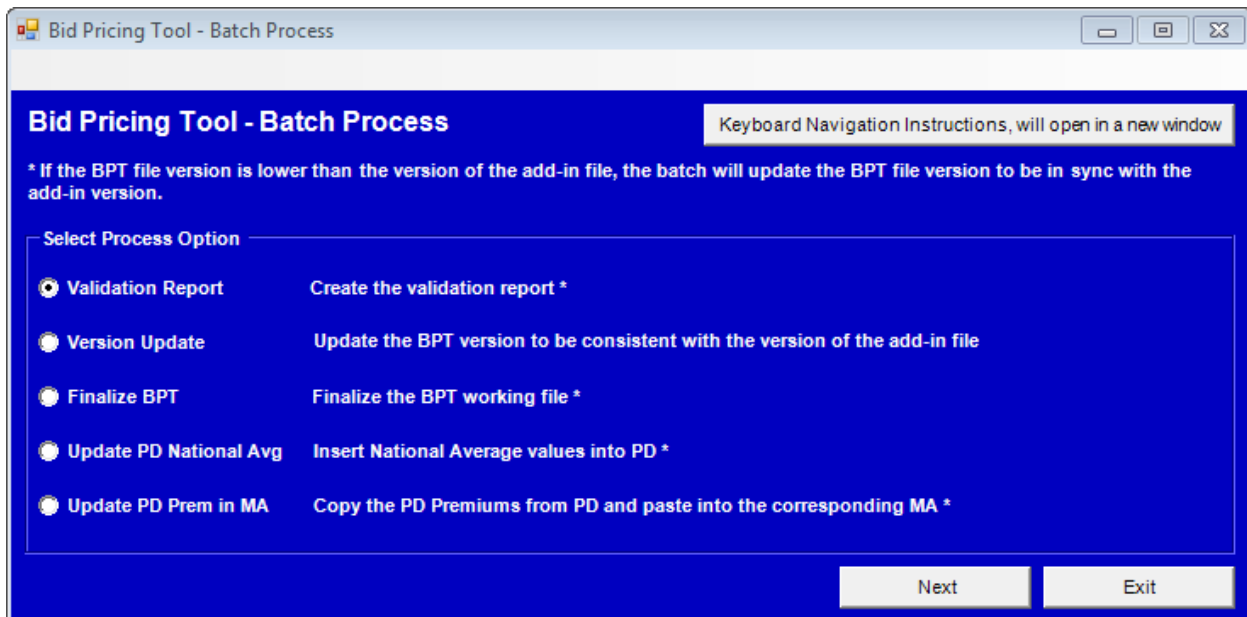 Bid Pricing Tool - Batch Process
Bid Pricing Tool - Batch Process
Keyboard Navigation Instructions, will open in a new window
* If the BPT file version is lower than the version of the add-in file, the batch will update the BPT file version to be in sync with the
add-in version.
Select Process Option
Validation Report Create the validation report *
Version Update Update the BPT version to be consistent with the version of the add-in file
Finalize BPT Finalize the BPT working file *
Update PD National Avg Insert National Average values into PD *
Update PD Prem in MA Copy the PD Premiums from PD and paste into the corresponding MA *
Next Exit